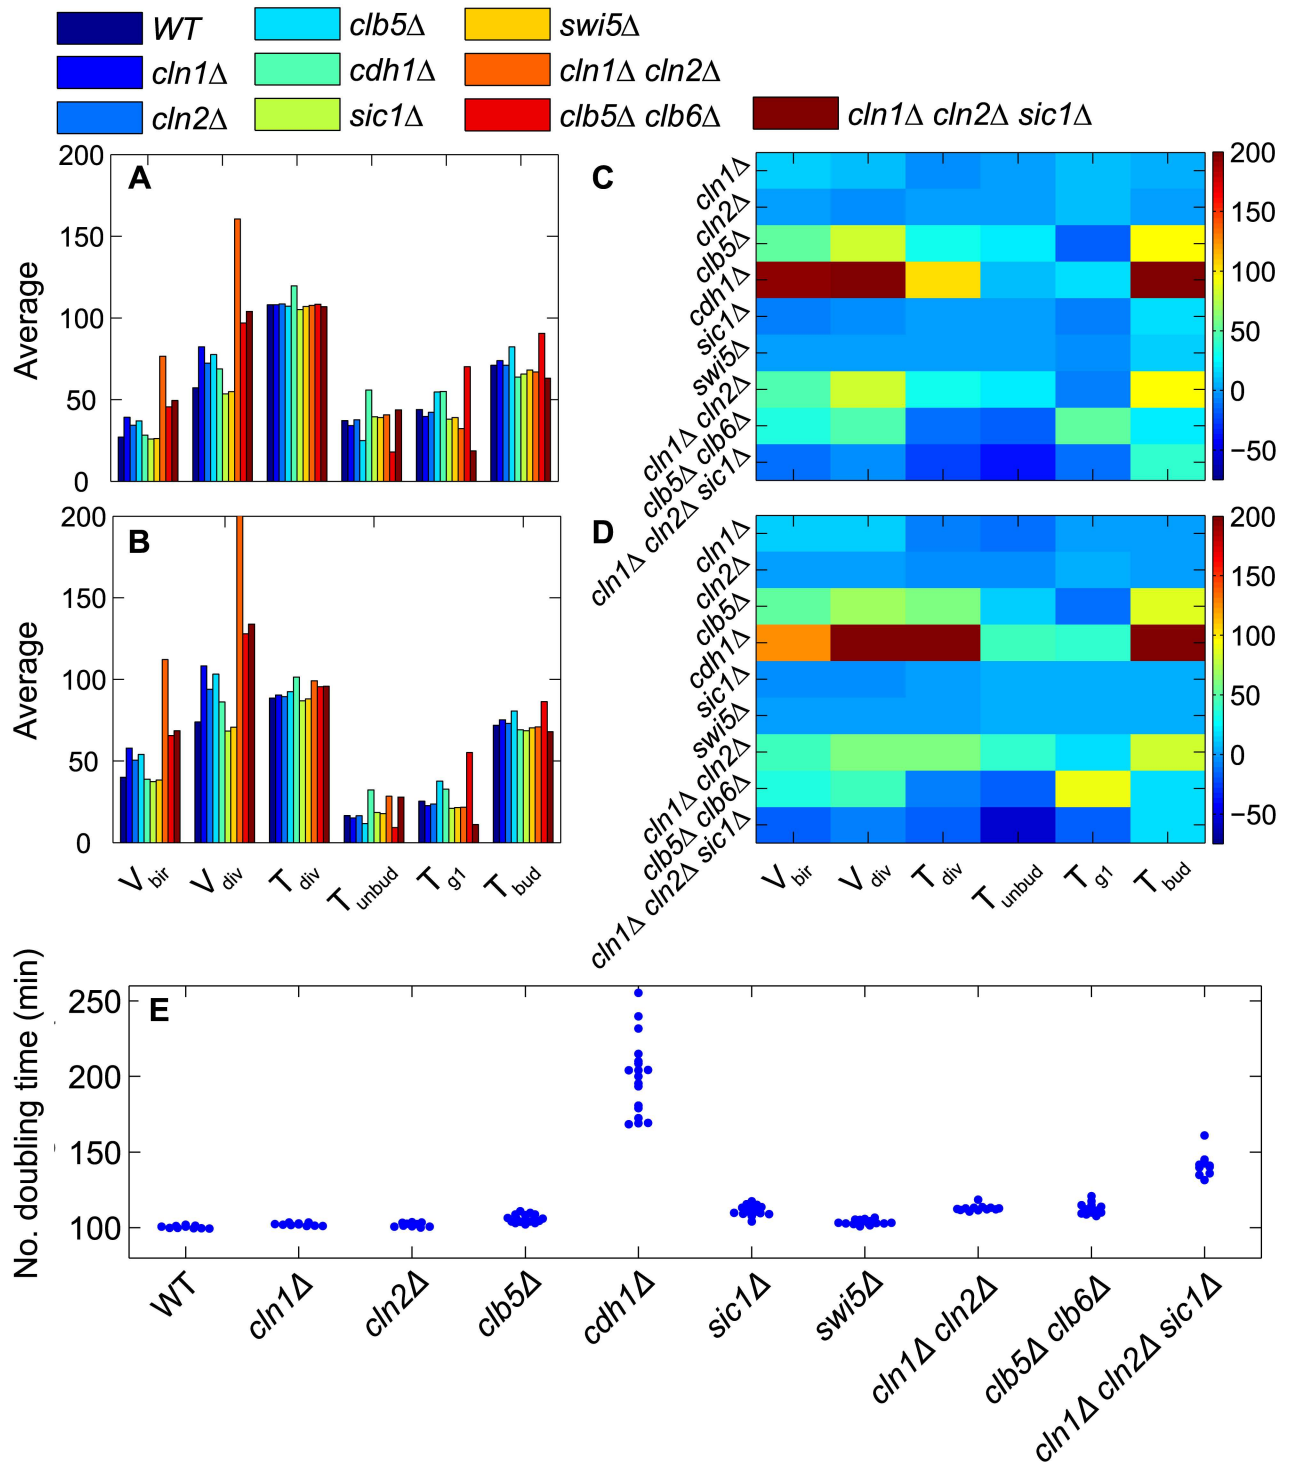 WT
clb5Δ
swi5Δ
cln1Δ
cdh1Δ
cln1Δ cln2Δ
cln2Δ
sic1Δ
clb5Δ clb6Δ
cln1Δ cln2Δ sic1Δ
A
Average
200
150
100
50
0
B
Average
200
150
100
50
0
V bir
V div
T div
T unbud
T g1
T bud
C
cln1Δ
cln2Δ
clb5Δ
cdh1Δ
sic1Δ
swi5Δ
cln1Δ cln2Δ
clb5Δ clb6Δ
cln1Δ cln2Δ sic1Δ
200
150
100
50
0
−50
D
cln1Δ
cln2Δ
clb5Δ
cdh1Δ
sic1Δ
swi5Δ
cln1Δ cln2Δ
clb5Δ clb6Δ
cln1Δ cln2Δ sic1Δ
200
150
100
50
0
−50
V bir
V div
T div
T unbud
T g1
T bud
E
No. doubling time (min)
250
200
150
100
WT
cln1Δ
cln2Δ
clb5Δ
cdh1Δ
sic1Δ
swi5Δ
cln1Δ cln2Δ
clb5Δ clb6Δ
cln1Δ cln2Δ sic1Δ